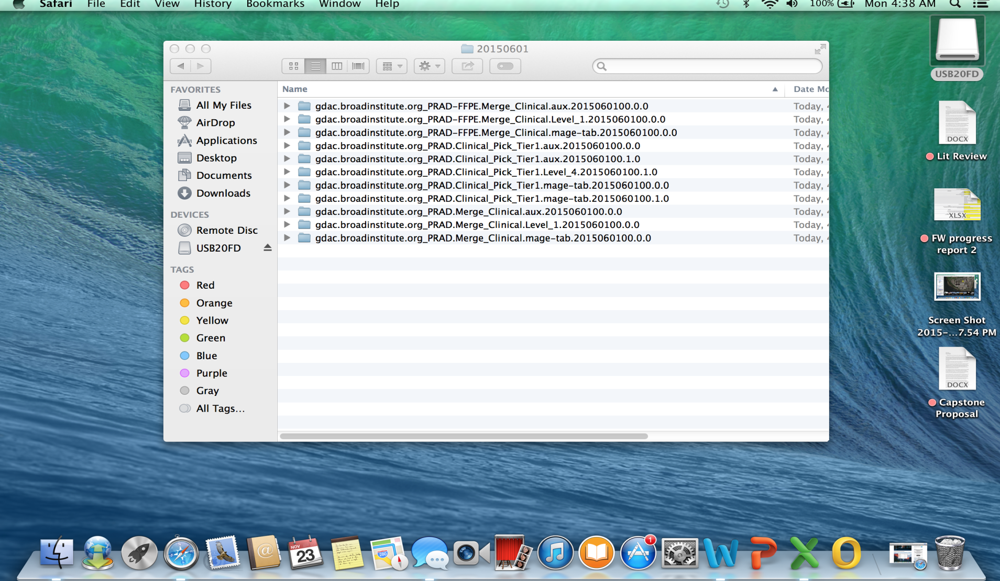 Safari File Edit View History Bookmarks Window Help 100% Mon 4:38 AM
20150601
USB20FD
FAVORITES
All My Files
AirDrop
Applications
Desktop
Documents
Downloads
DEVICES
Remote Disc
USB20FD
TAGS
Red
Orange
Yellow
Green
Blue
Purple
Gray
All Tags...
Name Date Mo
gdac.broadinstitute.org_PRAD-FFPE.Merge_Clinical.aux.2015060100.0.0 Today,
gdac.broadinstitute.org_PRAD-FFPE.Merge_Clinical.Level_1.2015060100.0.0 Today,
gdac.broadinstitute.org_PRAD-FFPE.Merge_Clinical.mage-tab.2015060100.0.0 Today,
gdac.broadinstitute.org_PRAD.Clinical_Pick_Tier1.aux.2015060100.0.0 Today,
gdac.broadinstitute.org_PRAD.Clinical_Pick_Tier1.aux.2015060100.1.0 Today,
gdac.broadinstitute.org_PRAD.Clinical_Pick_Tier1.Level_4.2015060100.1.0 Today,
gdac.broadinstitute.org_PRAD.Clinical_Pick_Tier1.mage-tab.2015060100.0.0 Today,
gdac.broadinstitute.org_PRAD.Clinical_Pick_Tier1.mage-tab.2015060100.1.0 Today,
gdac.broadinstitute.org_PRAD.Merge_Clinical.aux.2015060100.0.0 Today,
gdac.broadinstitute.org_PRAD.Merge_Clinical.Level_1.2015060100.0.0 Today,
gdac.broadinstitute.org_PRAD.Merge_Clinical.mage-tab.2015060100.0.0 Today,
DOCX
Lit Review
XLSX
FW progress
report 2
Screen Shot
2015-...7.54 PM
DOCX
Capstone
Proposal
NOV
23
280
1